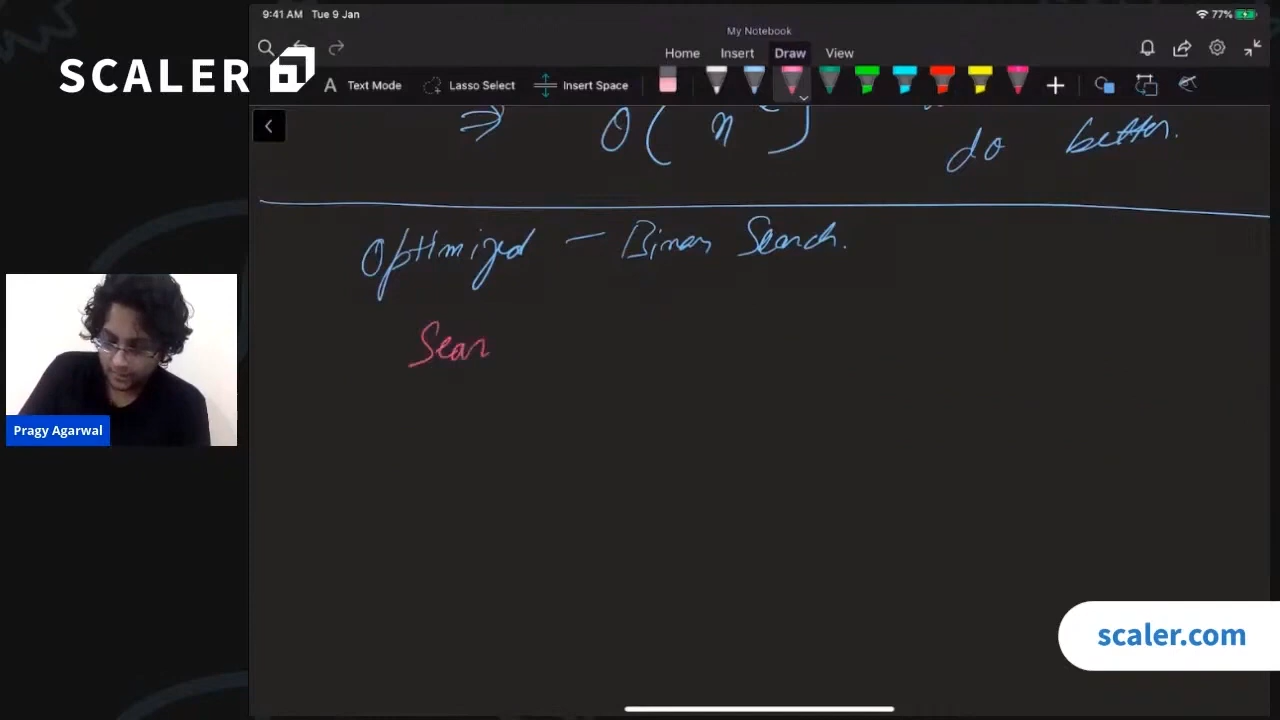 9:41 AM Tue 9 Jan
77%
My Notebook
Home Insert Draw View
SCALER
A Text Mode Lasso Select Insert Space
⇒ O(n²)
do better.
Optimized - Binary Search.
Sear
Pragy Agarwal
scaler.com